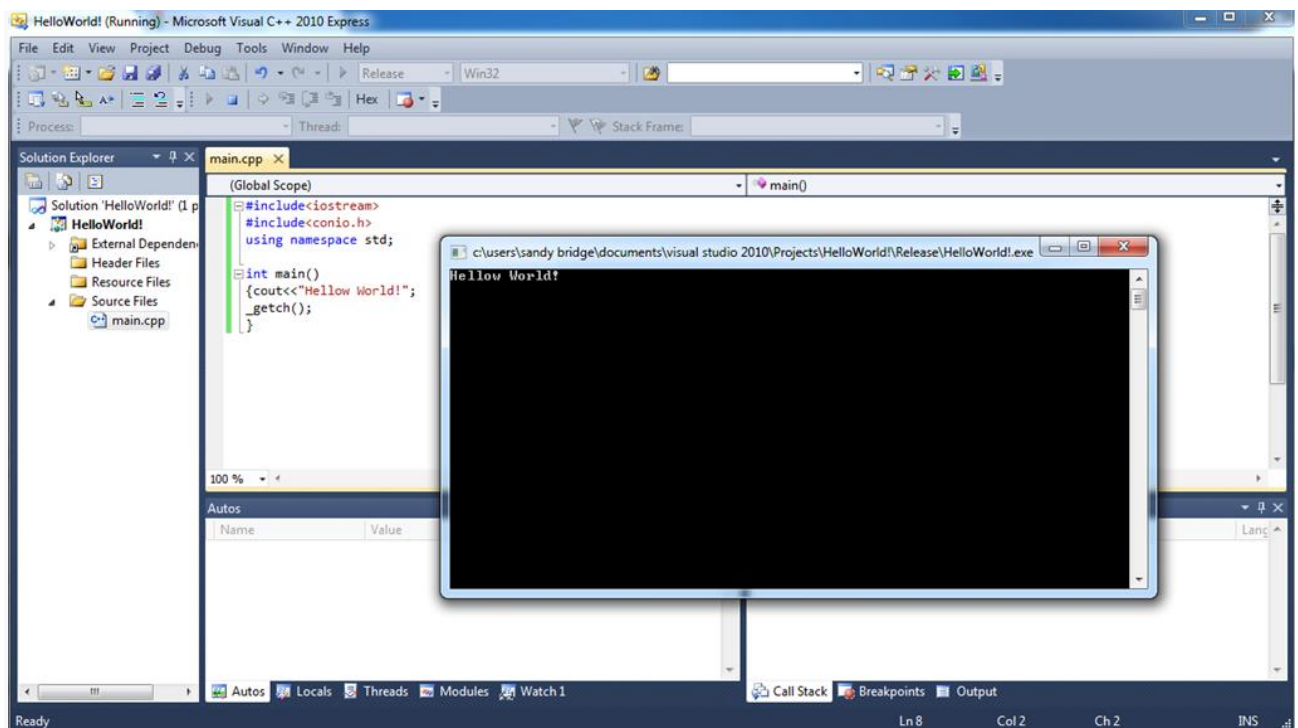 HelloWorld! (Running) - Microsoft Visual C++ 2010 Express
File Edit View Project Debug Tools Window Help
Release Win32
Hex
Process: Thread: Stack Frame:
Solution Explorer
main.cpp
(Global Scope) main()
Solution 'HelloWorld!' (1 p
HelloWorld!
External Dependen
Header Files
Resource Files
Source Files
main.cpp
#include<iostream>
#include<conio.h>
using namespace std;
int main()
{cout<<"Hellow World!";
_getch();
}
c:\users\sandy bridge\documents\visual studio 2010\Projects\HelloWorld!\Release\HelloWorld!.exe
Hellow World!
100 %
Autos
Name Value
Lang
Autos Locals Threads Modules Watch 1
Call Stack Breakpoints Output
Ready Ln 8 Col 2 Ch 2 INS